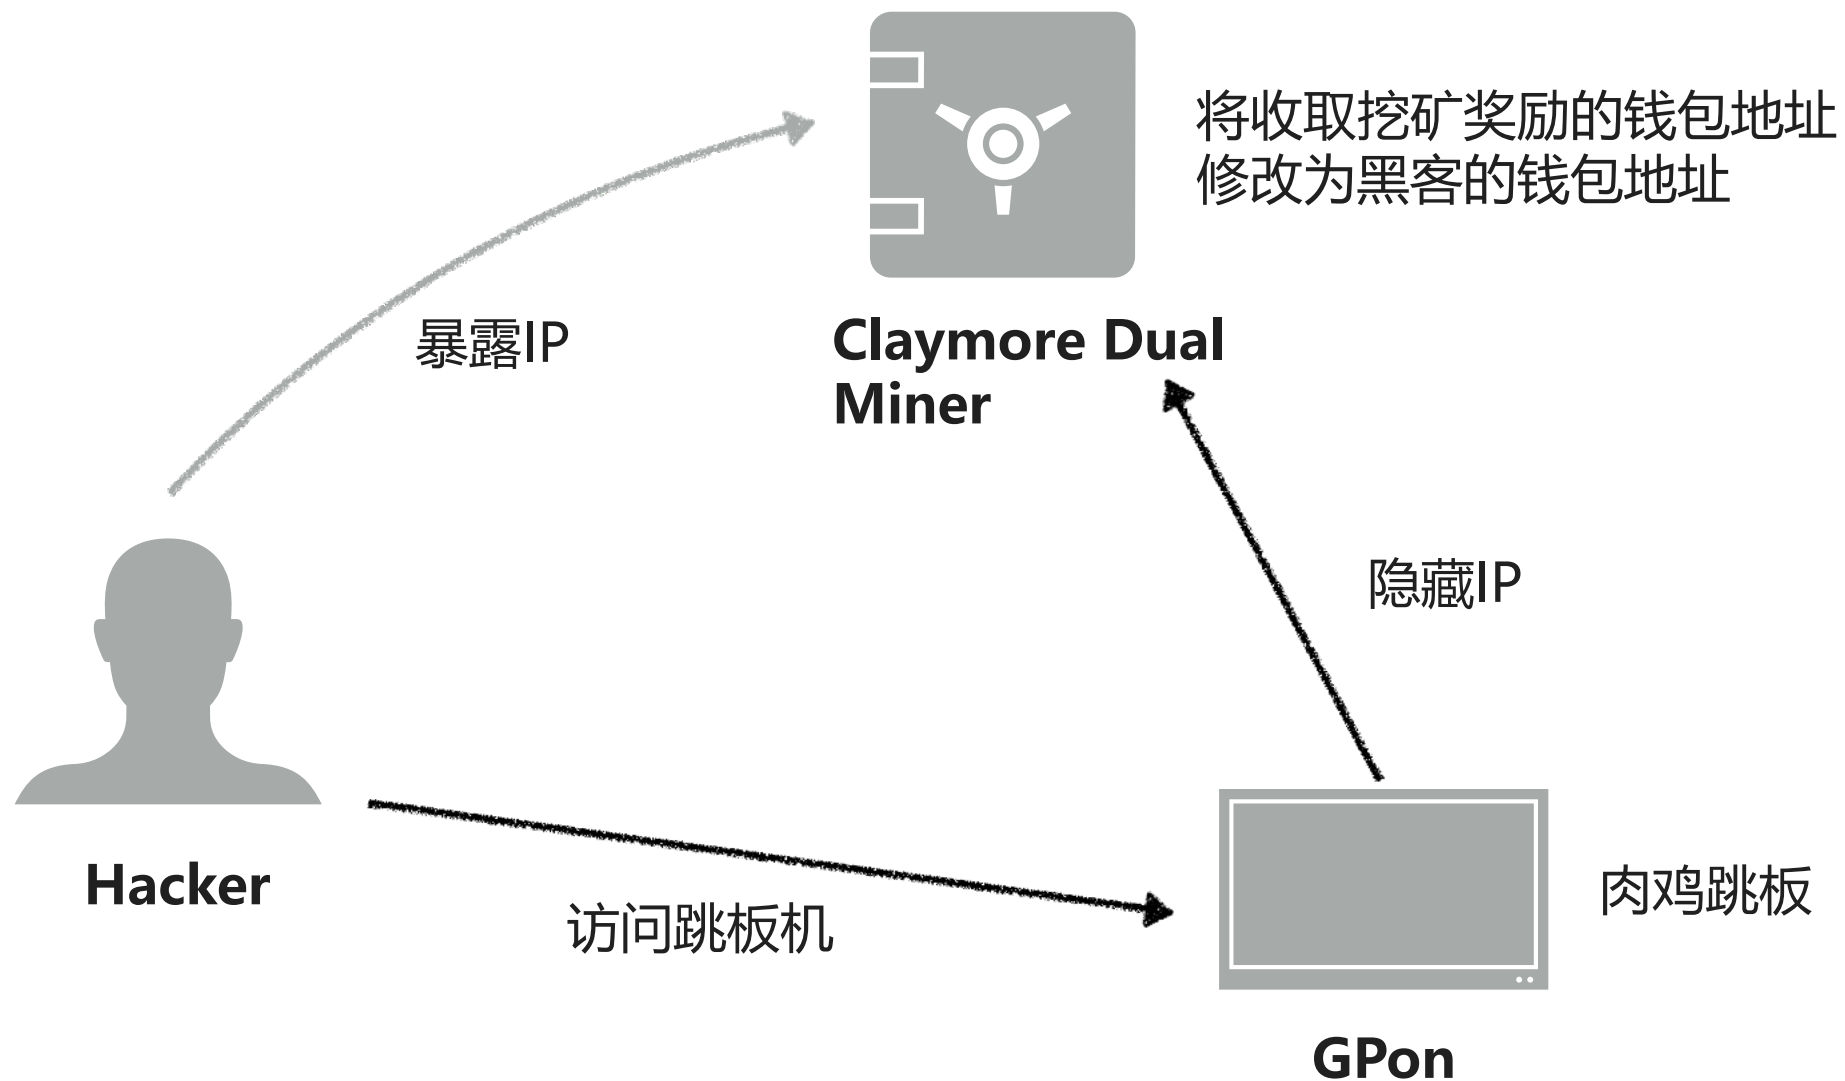 将收取挖矿奖励的钱包地址
修改为黑客的钱包地址
暴露IP
Claymore Dual
Miner
隐藏IP
Hacker
访问跳板机
肉鸡跳板
GPon